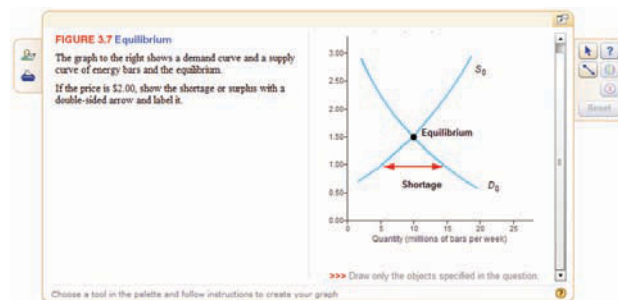 FIGURE 3.7 Equilibrium
The graph to the right shows a demand curve and a supply
curve of energy bars and the equilibrium.
If the price is $2.00, show the shortage or surplus with a
double-sided arrow and label it.
3.00
2.50
2.00
1.50
1.00
0.50
0.00
S0
Equilibrium
Shortage
D0
0 5 10 15 20 25
Quantity (millions of bars per week)
>>> Draw only the objects specified in the question.
Choose a tool in the palette and follow instructions to create your graph
?
Reset
?